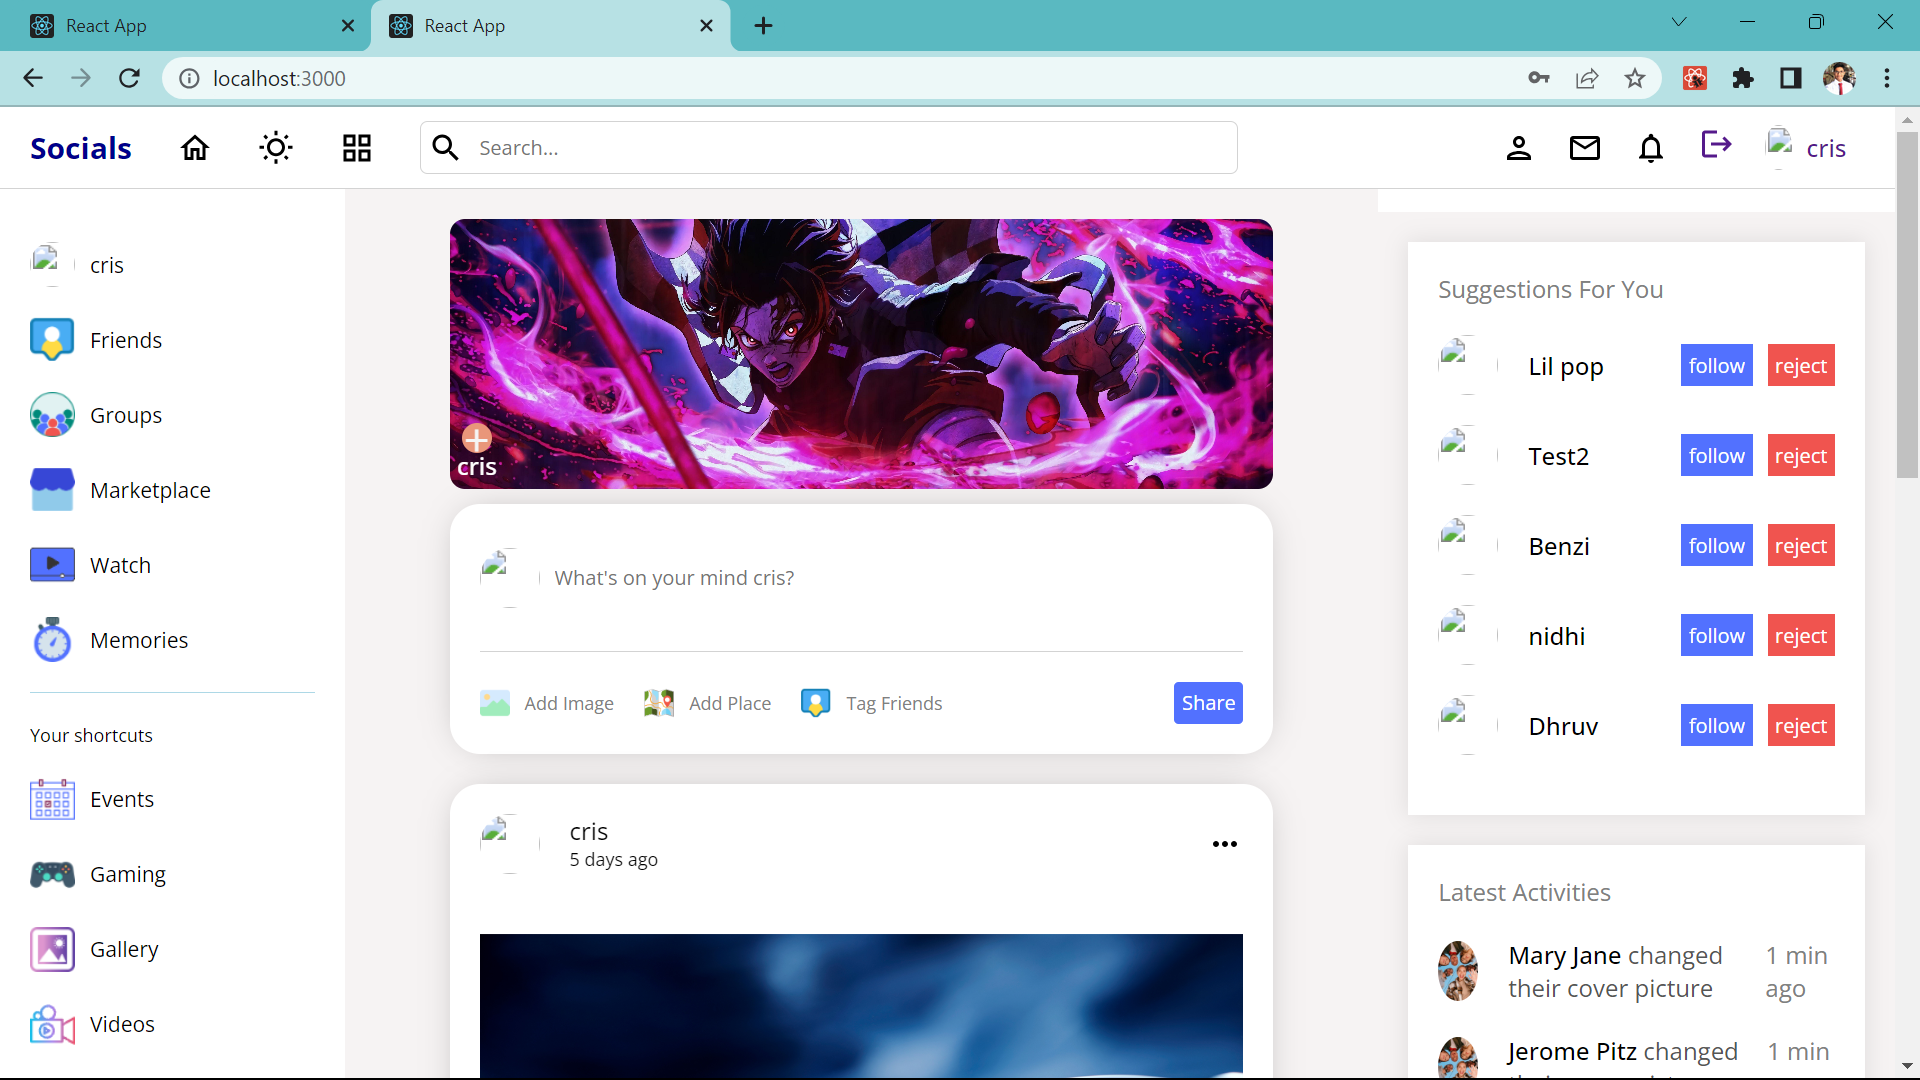 React App
React App
localhost:3000
Socials
Search...
cris
cris
Friends
Groups
Marketplace
Watch
Memories
Your shortcuts
Events
Gaming
Gallery
Videos
cris
What's on your mind cris?
Add Image
Add Place
Tag Friends
Share
cris
5 days ago
Suggestions For You
Lil pop follow reject
Test2 follow reject
Benzi follow reject
nidhi follow reject
Dhruv follow reject
Latest Activities
Mary Jane changed 1 min
their cover picture ago
Jerome Pitz changed 1 min